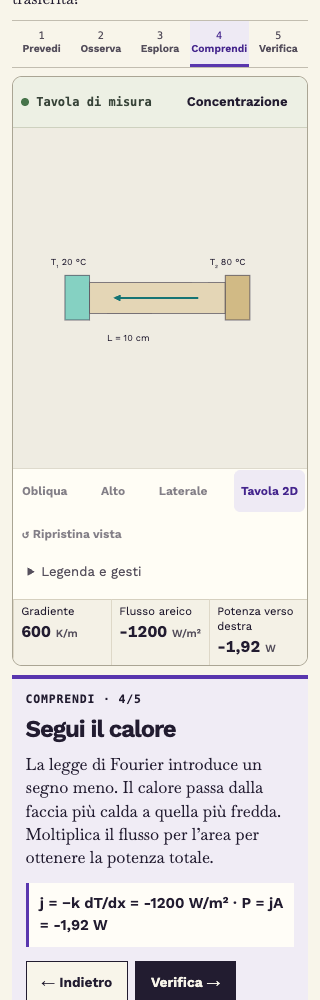 trasferita?
1 2 3 4 5
Prevedi Osserva Esplora Comprendi Verifica
Tavola di misura Concentrazione
T₁ 20 °C T₂ 80 °C
L = 10 cm
Obliqua Alto Laterale Tavola 2D
↺ Ripristina vista
▶ Legenda e gesti
Gradiente Flusso areico Potenza verso destra
600 K/m -1200 W/m² -1,92 W
COMPRENDI · 4/5
Segui il calore
La legge di Fourier introduce un
segno meno. Il calore passa dalla
faccia più calda a quella più fredda.
Moltiplica il flusso per l’area per
ottenere la potenza totale.
j = −k dT/dx = -1200 W/m² · P = jA
= -1,92 W
← Indietro Verifica →